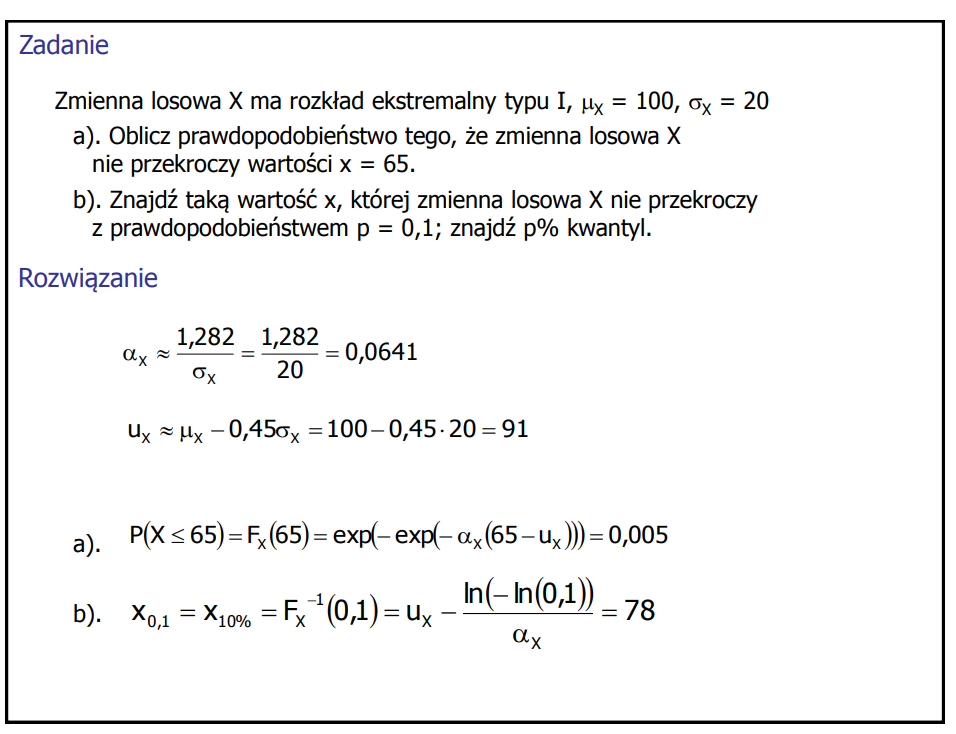 Zadanie
Zmienna losowa X ma rozkład ekstremalny typu I, μX = 100, σX = 20
a). Oblicz prawdopodobieństwo tego, że zmienna losowa X
nie przekroczy wartości x = 65.
b). Znajdź taką wartość x, której zmienna losowa X nie przekroczy
z prawdopodobieństwem p = 0,1; znajdź p% kwantyl.
Rozwiązanie
αX ≈ 1,282/σX = 1,282/20 = 0,0641
uX ≈ μX − 0,45σX = 100 − 0,45·20 = 91
a). P(X ≤ 65) = FX(65) = exp(− exp(− αX(65 − uX))) = 0,005
b). x0,1 = x10% = FX⁻¹(0,1) = uX − ln(− ln(0,1))/αX = 78